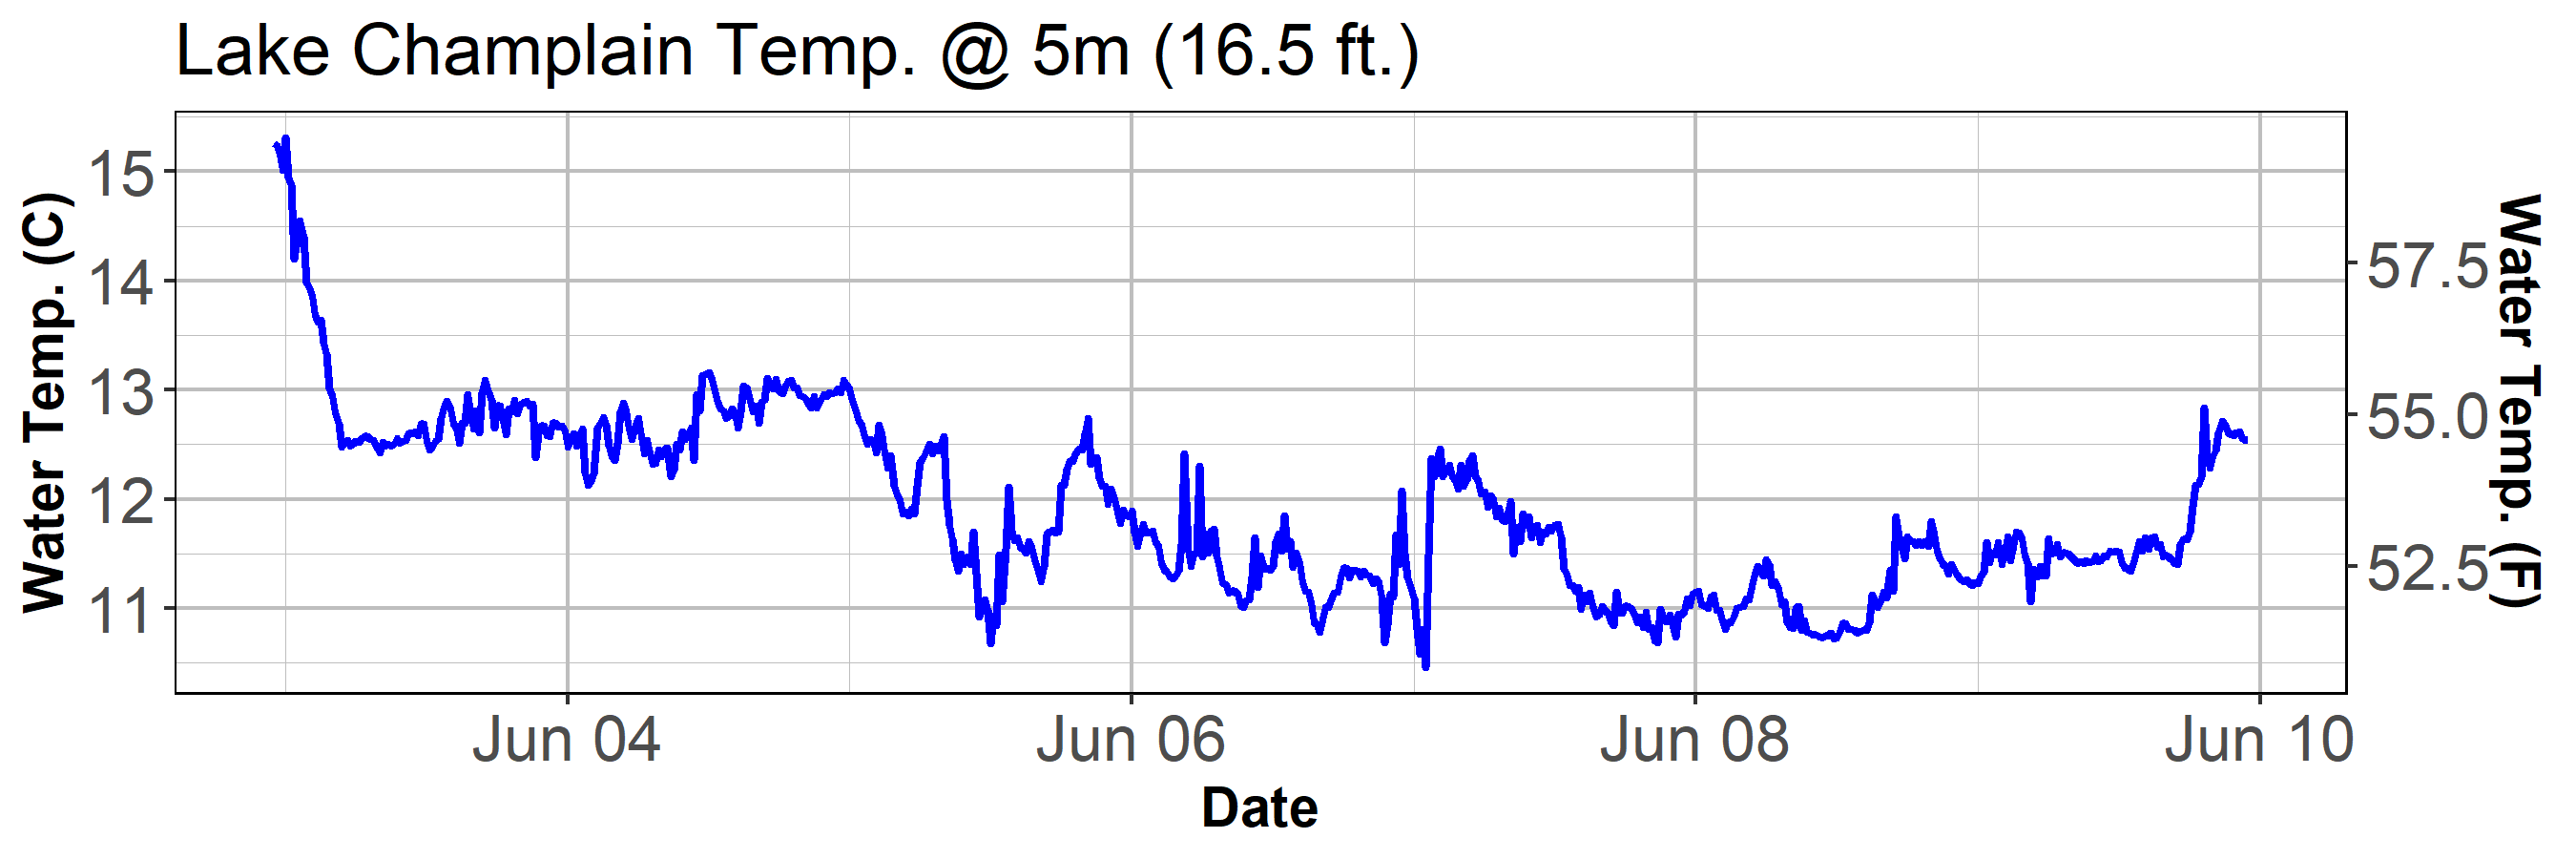 Lake Champlain Temp. @ 5m (16.5 ft.)
Water Temp. (C)
15
14
13
12
11
57.5
55.0
52.5
Water Temp. (F)
Jun 04 Jun 06 Jun 08 Jun 10
Date